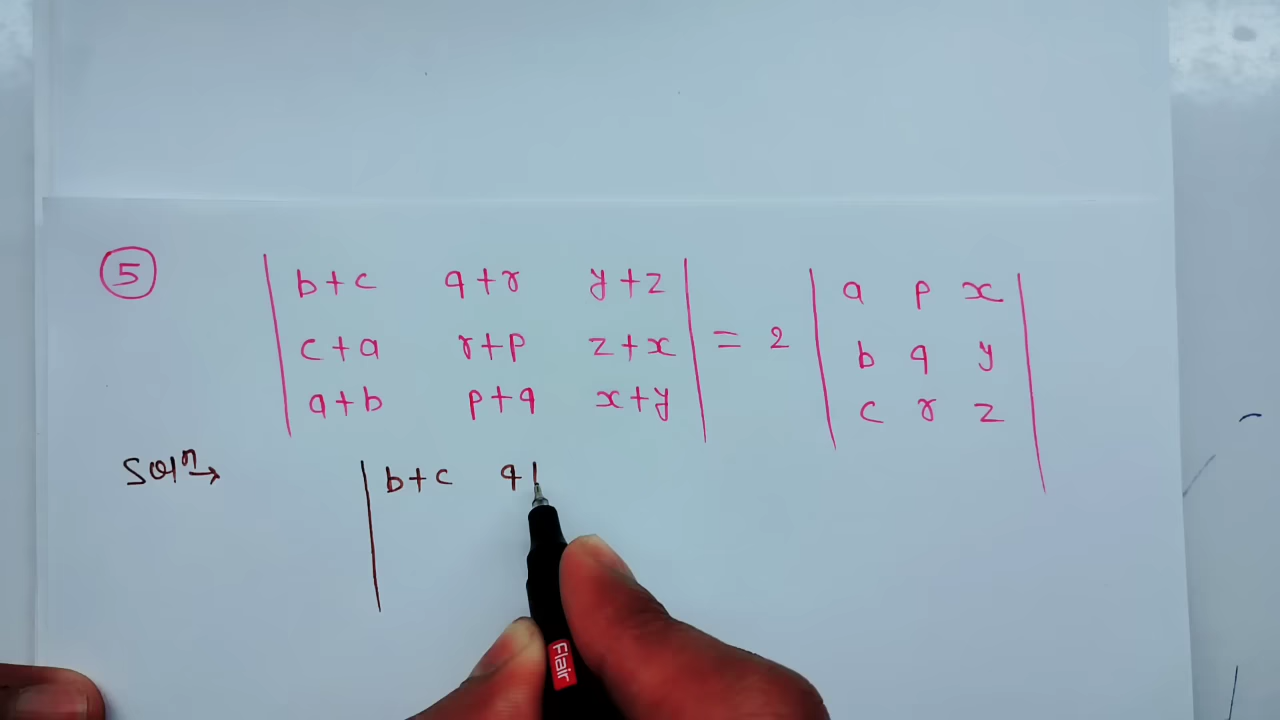 5 | b+c q+r y+z | = 2 | a p x |
| c+a r+p z+x | | b q y |
| a+b p+q x+y | | c r z |
Solⁿ→ | b+c q
Flair